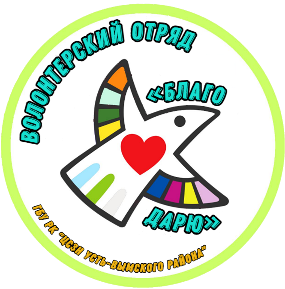 ВОЛОНТЕРСКИЙ ОТРЯД
«БЛАГО
ДАРЮ»
ГБУ РК "ЦСЗН УСТЬ-ВЫМСКОГО РАЙОНА"